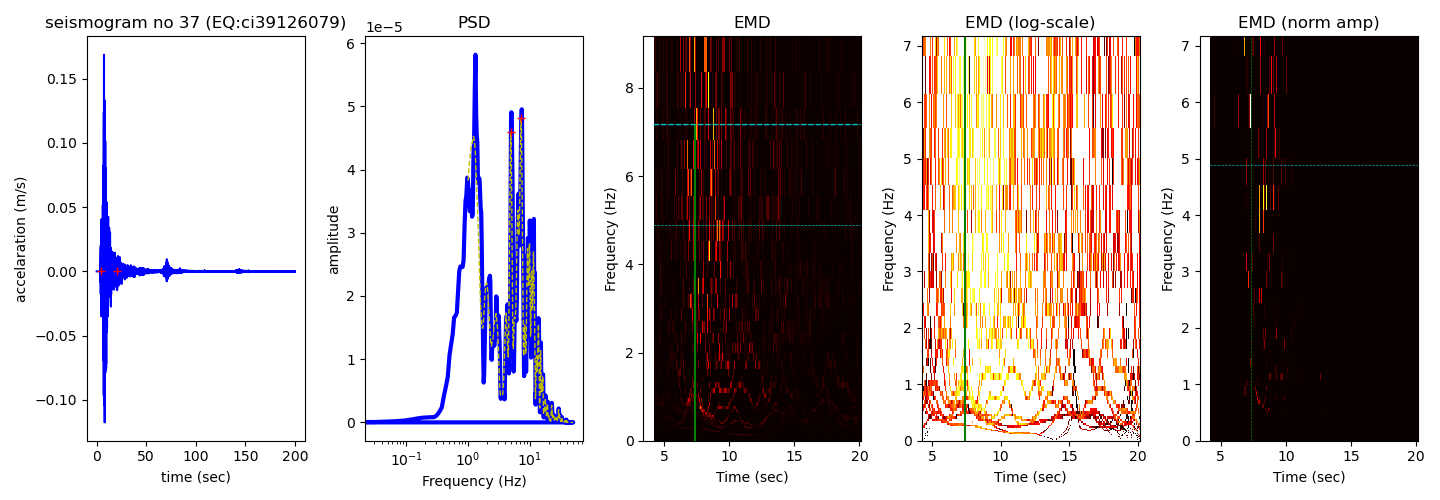 seismogram no 37 (EQ:ci39126079)
accelaration (m/s)
0.15
0.10
0.05
0.00
−0.05
−0.10
0 50 100 150 200
time (sec)
PSD
1e−5
amplitude
6
5
4
3
2
1
0
10−1 100 101
Frequency (Hz)
EMD
Frequency (Hz)
8
6
4
2
0
5 10 15 20
Time (sec)
EMD (log-scale)
Frequency (Hz)
7
6
5
4
3
2
1
0
5 10 15 20
Time (sec)
EMD (norm amp)
Frequency (Hz)
7
6
5
4
3
2
1
0
5 10 15 20
Time (sec)